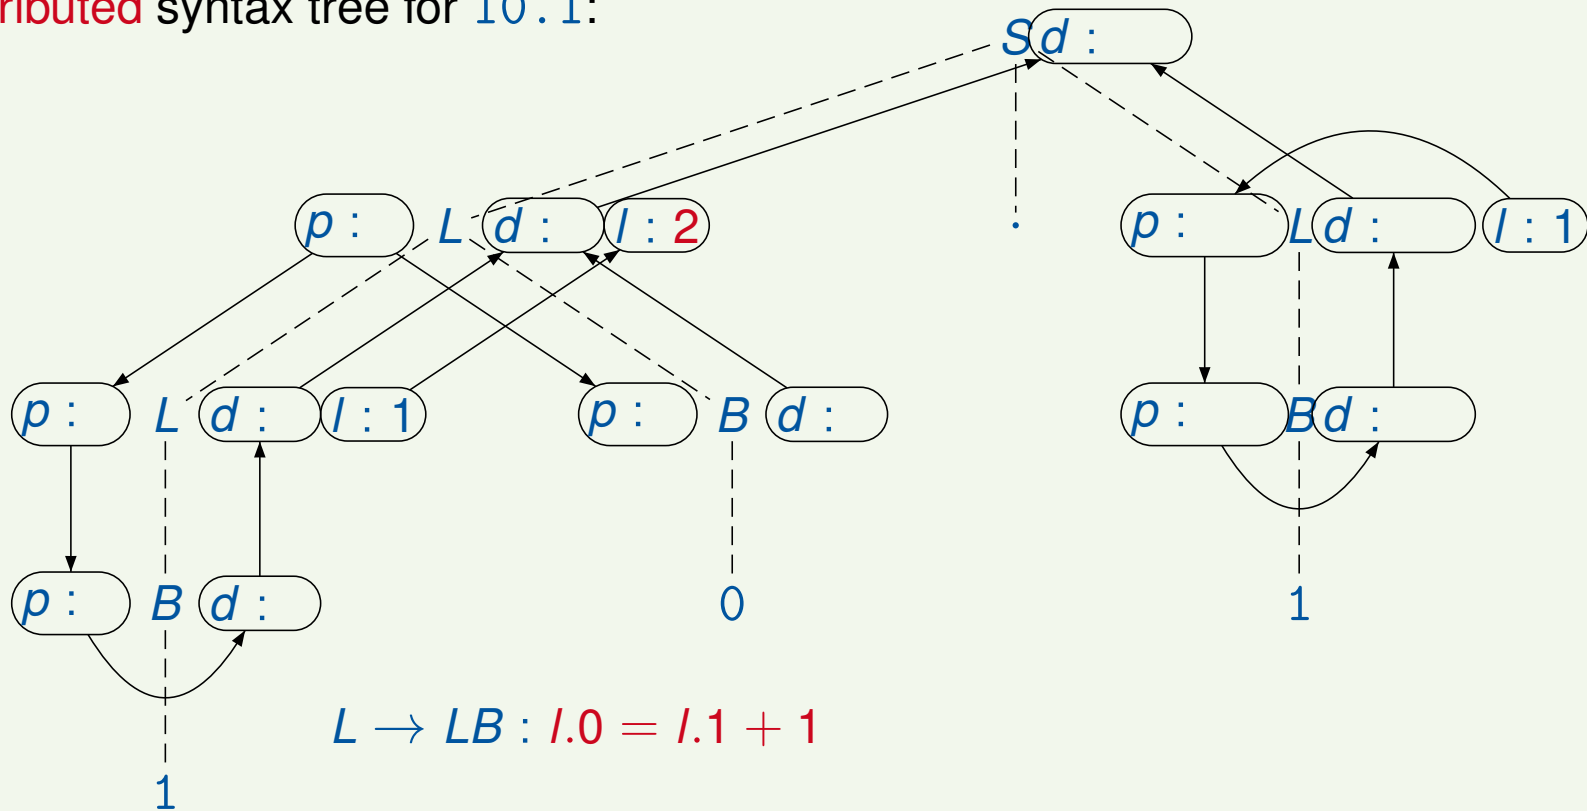 ributed syntax tree for 10.1:
S d :
p : L d : l : 2 . p : L d : l : 1
p : L d : l : 1 p : B d : p : B d :
p : B d : 0 1
L → LB : l.0 = l.1 + 1
1